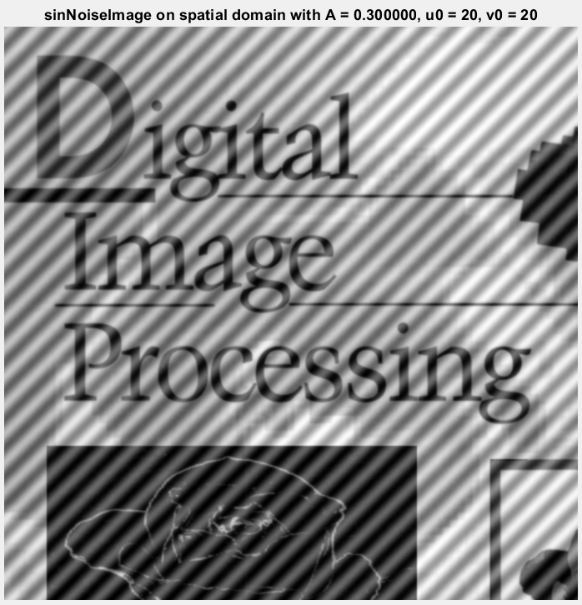 sinNoiseImage on spatial domain with A = 0.300000, u0 = 20, v0 = 20
Digital
Image
Processing